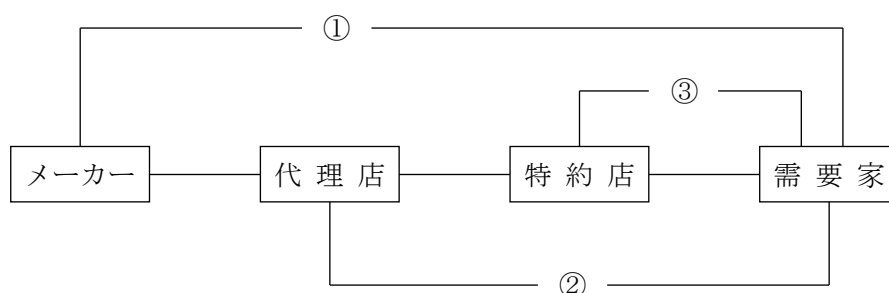 ①
③
メーカー
代 理 店
特 約 店
需 要 家
②